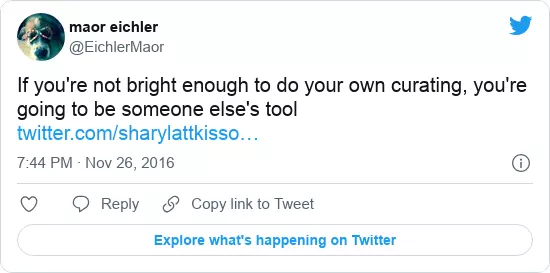 maor eichler
@EichlerMaor
If you're not bright enough to do your own curating, you're
going to be someone else's tool
twitter.com/sharylattkisso…
7:44 PM · Nov 26, 2016
Reply
Copy link to Tweet
Explore what's happening on Twitter